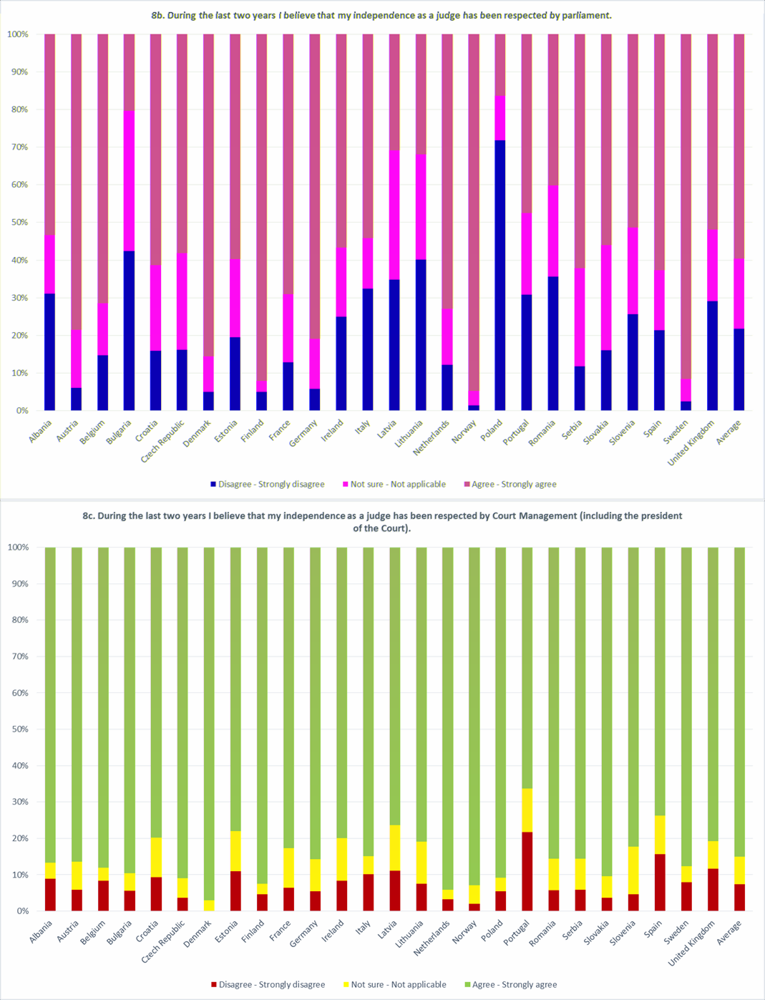 8b. During the last two years I believe that my independence as a judge has been respected by parliament.
100%
90%
80%
70%
60%
50%
40%
30%
20%
10%
0%
Albania
Austria
Belgium
Bulgaria
Croatia
Czech Republic
Denmark
Estonia
Finland
France
Germany
Ireland
Italy
Latvia
Lithuania
Netherlands
Norway
Poland
Portugal
Romania
Serbia
Slovakia
Slovenia
Spain
Sweden
United Kingdom
Average
Disagree - Strongly disagree
Not sure - Not applicable
Agree - Strongly agree
8c. During the last two years I believe that my independence as a judge has been respected by Court Management (including the president
of the Court).
100%
90%
80%
70%
60%
50%
40%
30%
20%
10%
0%
Albania
Austria
Belgium
Bulgaria
Croatia
Czech Republic
Denmark
Estonia
Finland
France
Germany
Ireland
Italy
Latvia
Lithuania
Netherlands
Norway
Poland
Portugal
Romania
Serbia
Slovakia
Slovenia
Spain
Sweden
United Kingdom
Average
Disagree - Strongly disagree
Not sure - Not applicable
Agree - Strongly agree